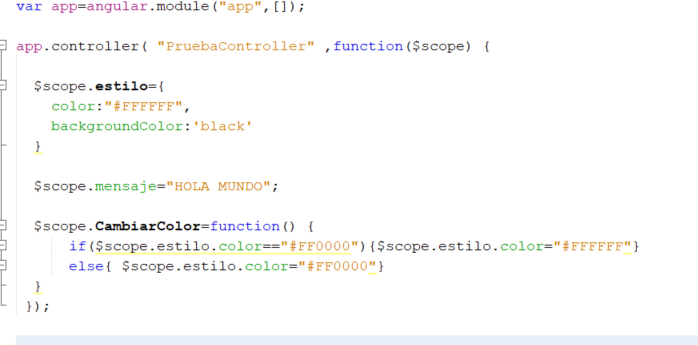 var app=angular.module("app",[]);
app.controller( "PruebaController" ,function($scope) {
$scope.estilo={
color:"#FFFFFF",
backgroundColor:'black'
}
$scope.mensaje="HOLA MUNDO";
$scope.CambiarColor=function() {
if($scope.estilo.color=="#FF0000"){$scope.estilo.color="#FFFFFF"}
else{ $scope.estilo.color="#FF0000"}
}
});